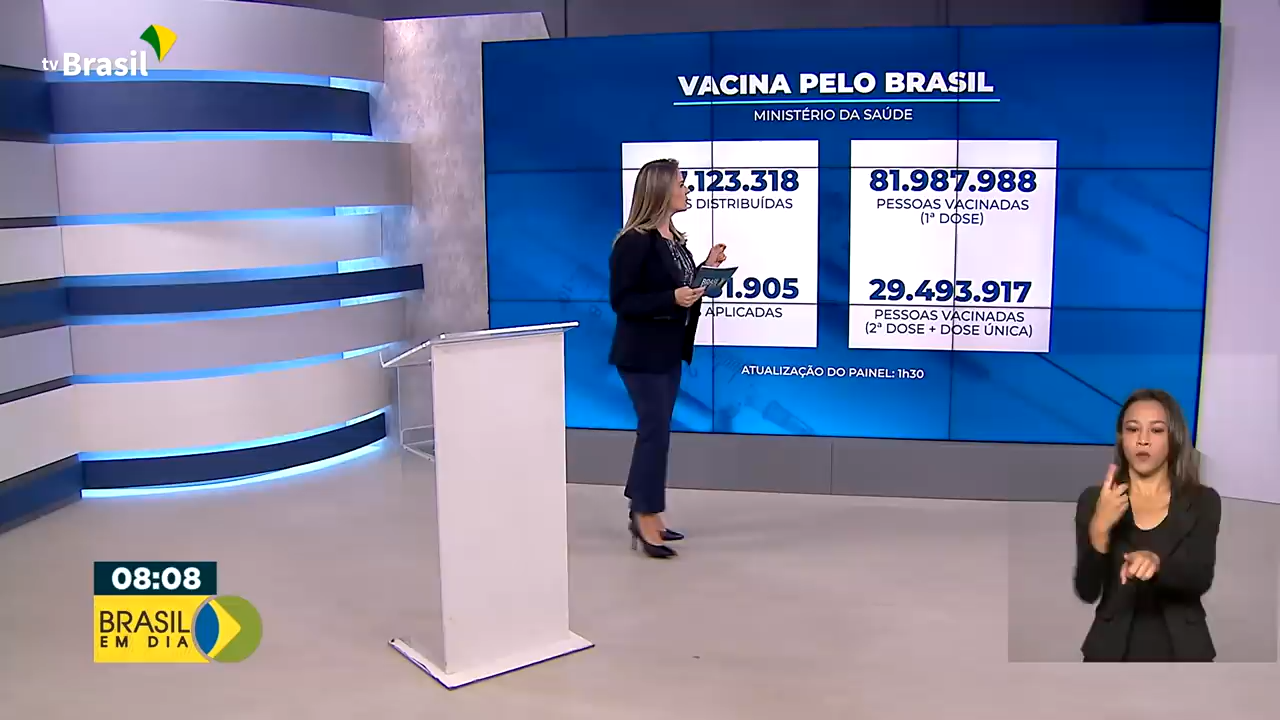 tv Brasil
VACINA PELO BRASIL
MINISTÉRIO DA SAÚDE
.123.318
DISTRIBUÍDAS
81.987.988
PESSOAS VACINADAS
(1ª DOSE)
1.905
APLICADAS
29.493.917
PESSOAS VACINADAS
(2ª DOSE + DOSE ÚNICA)
ATUALIZAÇÃO DO PAINEL: 1h30
08:08
BRASIL
EM DIA